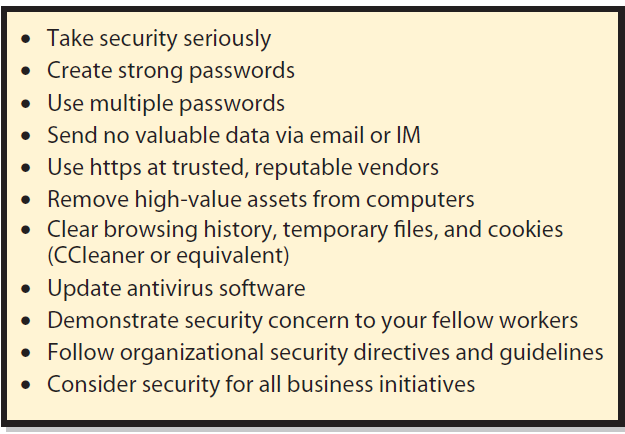 • Take security seriously
• Create strong passwords
• Use multiple passwords
• Send no valuable data via email or IM
• Use https at trusted, reputable vendors
• Remove high-value assets from computers
• Clear browsing history, temporary files, and cookies
(CCleaner or equivalent)
• Update antivirus software
• Demonstrate security concern to your fellow workers
• Follow organizational security directives and guidelines
• Consider security for all business initiatives